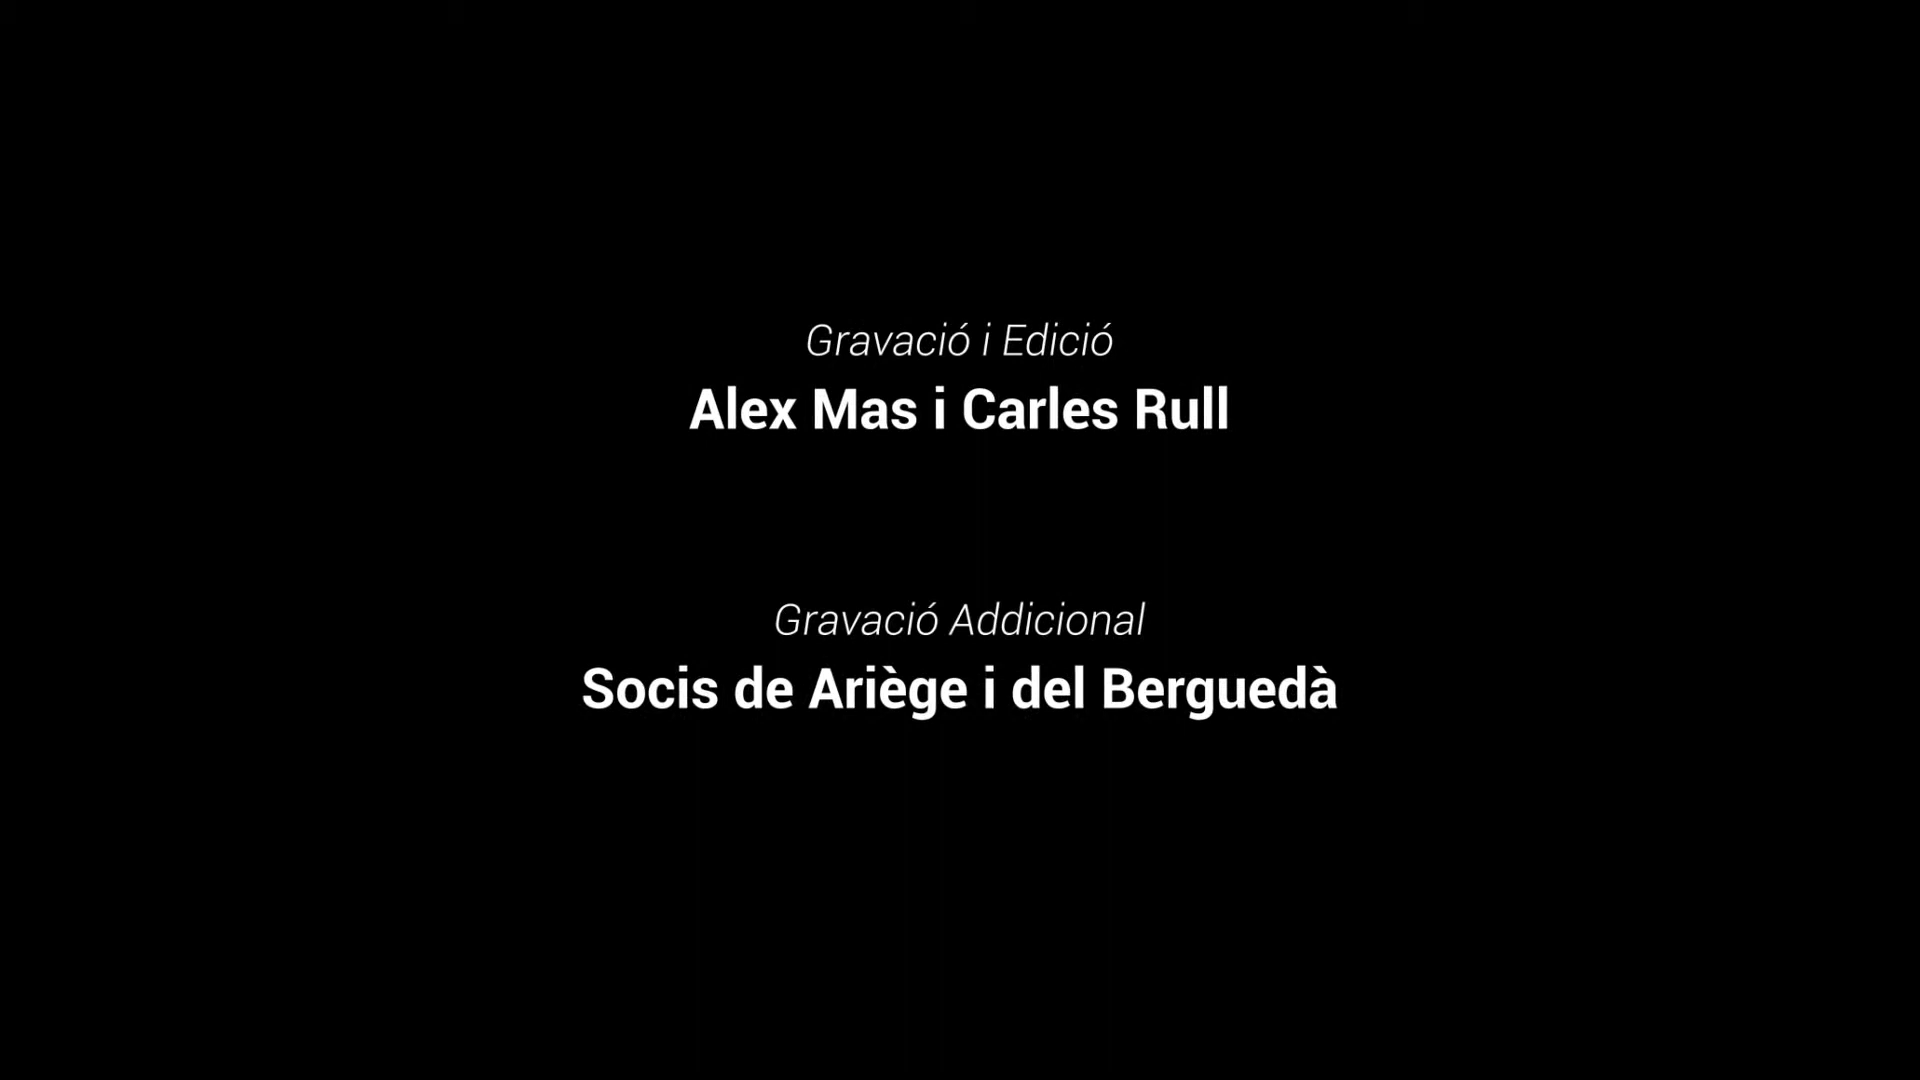 Gravació i Edició
Alex Mas i Carles Rull
Gravació Addicional
Socis de Ariège i del Berguedà